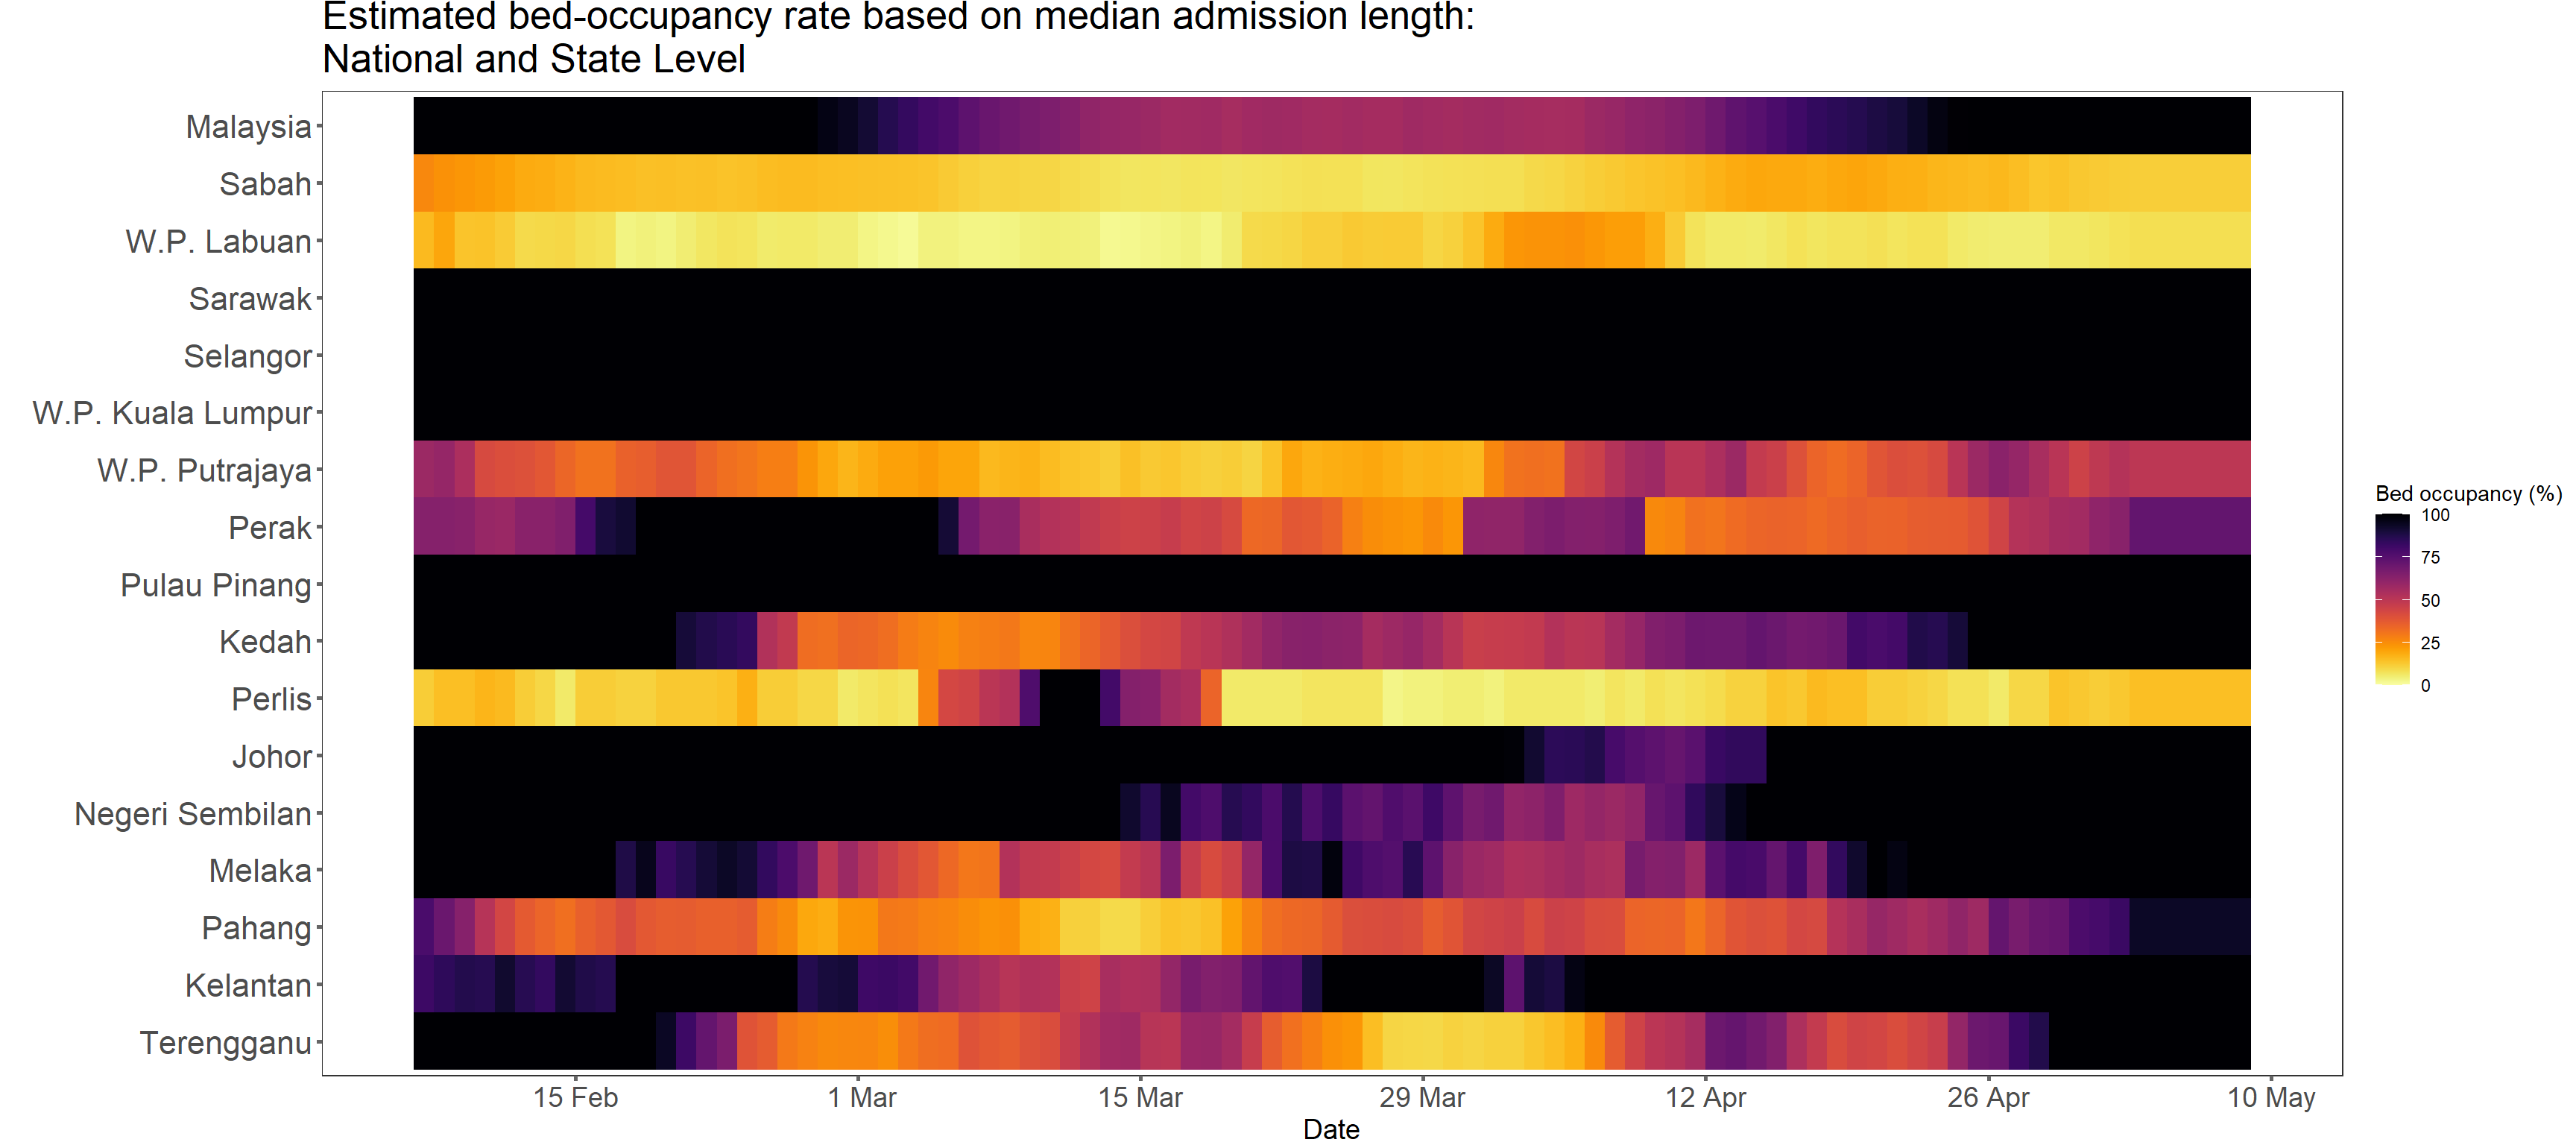 Estimated bed-occupancy rate based on median admission length:
National and State Level
Malaysia
Sabah
W.P. Labuan
Sarawak
Selangor
W.P. Kuala Lumpur
W.P. Putrajaya
Perak
Pulau Pinang
Kedah
Perlis
Johor
Negeri Sembilan
Melaka
Pahang
Kelantan
Terengganu
15 Feb
1 Mar
15 Mar
29 Mar
12 Apr
26 Apr
10 May
Date
Bed occupancy (%)
100
75
50
25
0